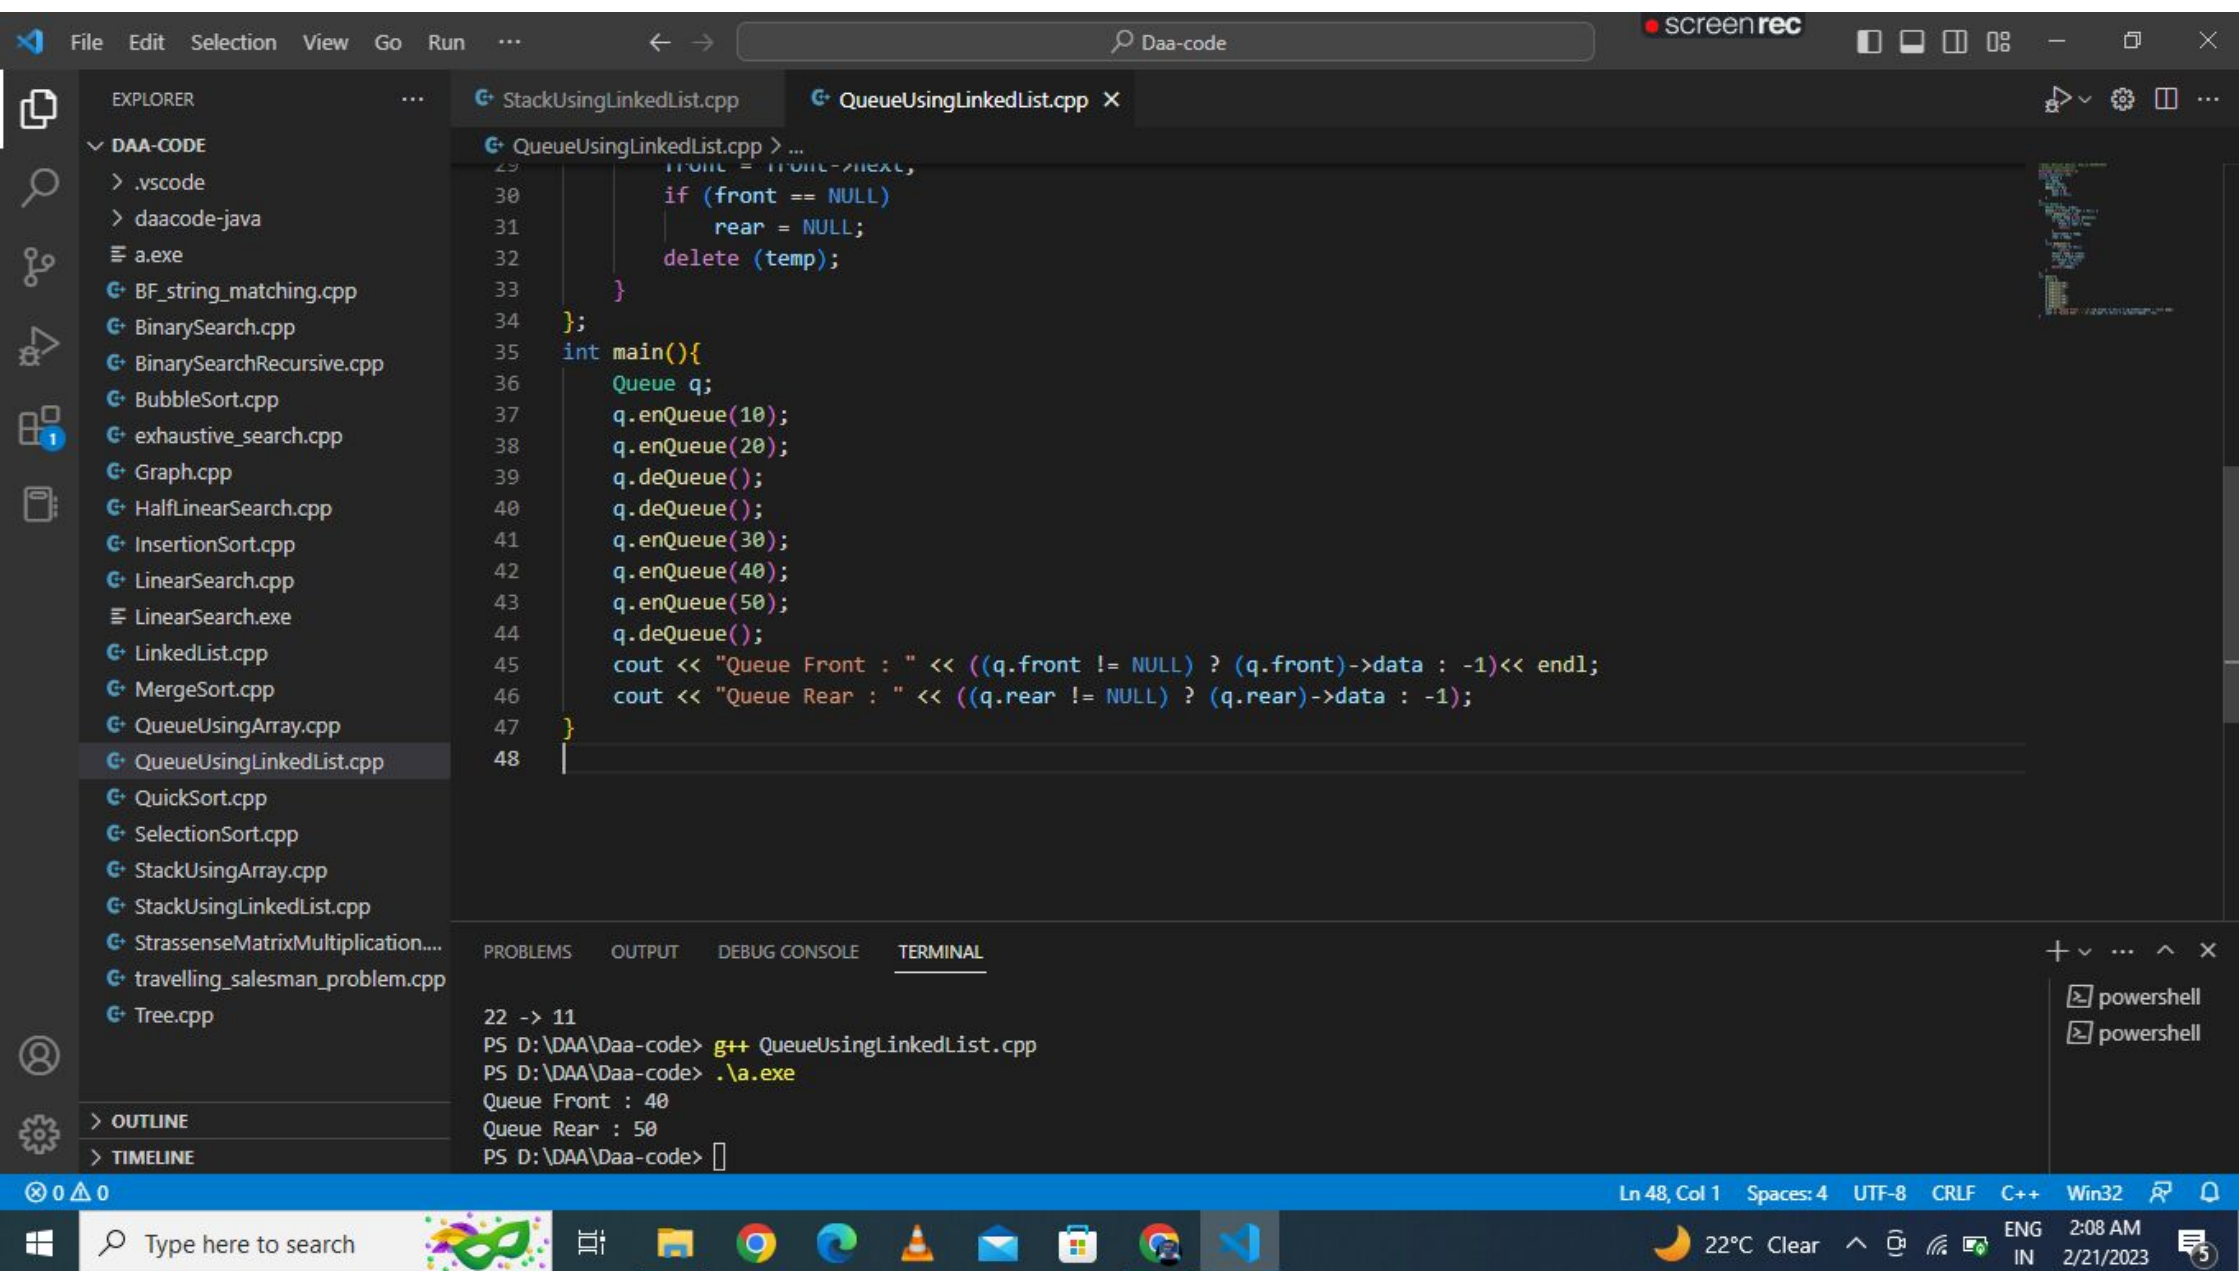 File Edit Selection View Go Run ··· Daa-code
screenrec
EXPLORER ···
DAA-CODE
.vscode
daacode-java
a.exe
BF_string_matching.cpp
BinarySearch.cpp
BinarySearchRecursive.cpp
BubbleSort.cpp
exhaustive_search.cpp
Graph.cpp
HalfLinearSearch.cpp
InsertionSort.cpp
LinearSearch.cpp
LinearSearch.exe
LinkedList.cpp
MergeSort.cpp
QueueUsingArray.cpp
QueueUsingLinkedList.cpp
QuickSort.cpp
SelectionSort.cpp
StackUsingArray.cpp
StackUsingLinkedList.cpp
StrassenseMatrixMultiplication....
travelling_salesman_problem.cpp
Tree.cpp
OUTLINE
TIMELINE
1
StackUsingLinkedList.cpp QueueUsingLinkedList.cpp
QueueUsingLinkedList.cpp > ...
29 front = front->next;
30 if (front == NULL)
31 rear = NULL;
32 delete (temp);
33 }
34 };
35 int main(){
36 Queue q;
37 q.enQueue(10);
38 q.enQueue(20);
39 q.deQueue();
40 q.deQueue();
41 q.enQueue(30);
42 q.enQueue(40);
43 q.enQueue(50);
44 q.deQueue();
45 cout << "Queue Front : " << ((q.front != NULL) ? (q.front)->data : -1)<< endl;
46 cout << "Queue Rear : " << ((q.rear != NULL) ? (q.rear)->data : -1);
47 }
48
PROBLEMS OUTPUT DEBUG CONSOLE TERMINAL
22 -> 11
PS D:\DAA\Daa-code> g++ QueueUsingLinkedList.cpp
PS D:\DAA\Daa-code> .\a.exe
Queue Front : 40
Queue Rear : 50
PS D:\DAA\Daa-code>
powershell
powershell
0 0 Ln 48, Col 1 Spaces: 4 UTF-8 CRLF C++ Win32
Type here to search 22°C Clear ENG 2:08 AM
IN 2/21/2023 5